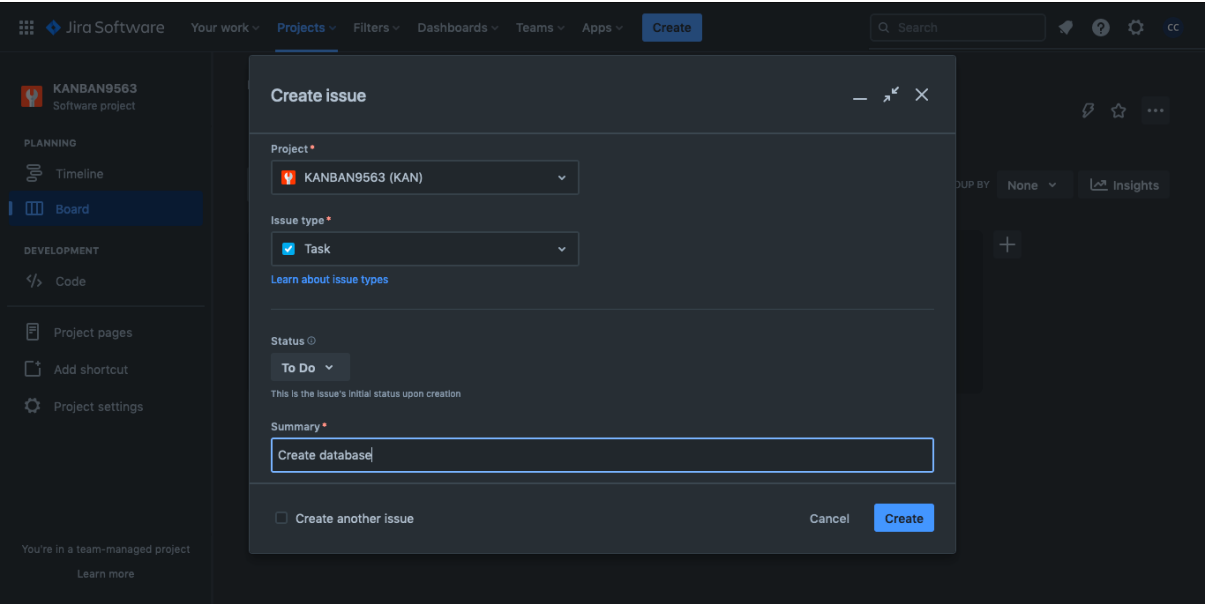 Jira Software Your work Projects Filters Dashboards Teams Apps Create Search CC
KANBAN9563
Software project
PLANNING
Timeline
Board
DEVELOPMENT
Code
Project pages
Add shortcut
Project settings
You're in a team-managed project
Learn more
Create issue
Project *
KANBAN9563 (KAN)
Issue type *
Task
Learn about issue types
Status
To Do
This is the issue's initial status upon creation
Summary *
Create database
Create another issue Cancel Create
None Insights